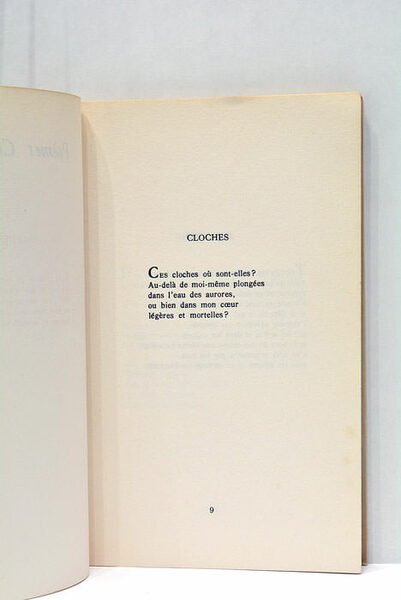 CLOCHES
Ces cloches où sont-elles ?
Au-delà de moi-même plongées
dans l'eau des aurores,
ou bien dans mon cœur
légères et mortelles ?
9